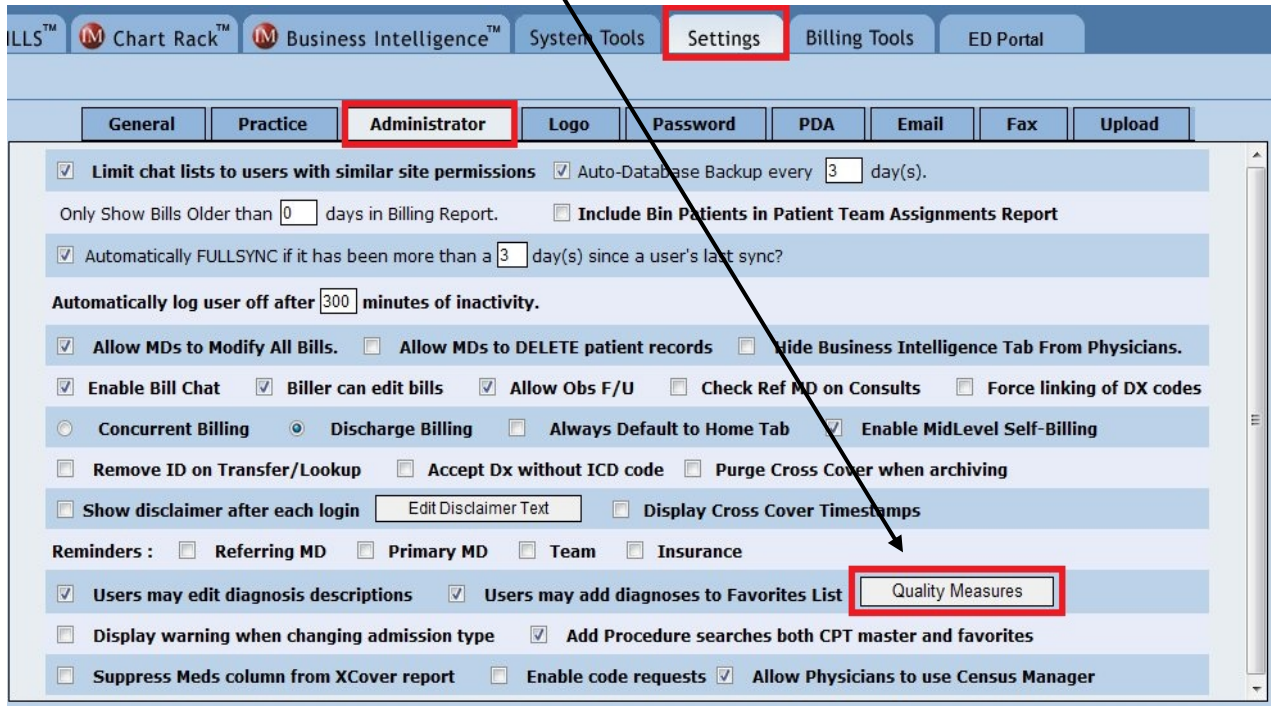 ILLS™ IM Chart Rack™ IM Business Intelligence™ System Tools Settings Billing Tools ED Portal
General Practice Administrator Logo Password PDA Email Fax Upload
Limit chat lists to users with similar site permissions Auto-Database Backup every 3 day(s).
Only Show Bills Older than 0 days in Billing Report. Include Bin Patients in Patient Team Assignments Report
Automatically FULLSYNC if it has been more than a 3 day(s) since a user's last sync?
Automatically log user off after 300 minutes of inactivity.
Allow MDs to Modify All Bills. Allow MDs to DELETE patient records Hide Business Intelligence Tab From Physicians.
Enable Bill Chat Biller can edit bills Allow Obs F/U Check Ref MD on Consults Force linking of DX codes
Concurrent Billing Discharge Billing Always Default to Home Tab Enable MidLevel Self-Billing
Remove ID on Transfer/Lookup Accept Dx without ICD code Purge Cross Cover when archiving
Show disclaimer after each login Edit Disclaimer Text Display Cross Cover Timestamps
Reminders : Referring MD Primary MD Team Insurance
Users may edit diagnosis descriptions Users may add diagnoses to Favorites List Quality Measures
Display warning when changing admission type Add Procedure searches both CPT master and favorites
Suppress Meds column from XCover report Enable code requests Allow Physicians to use Census Manager